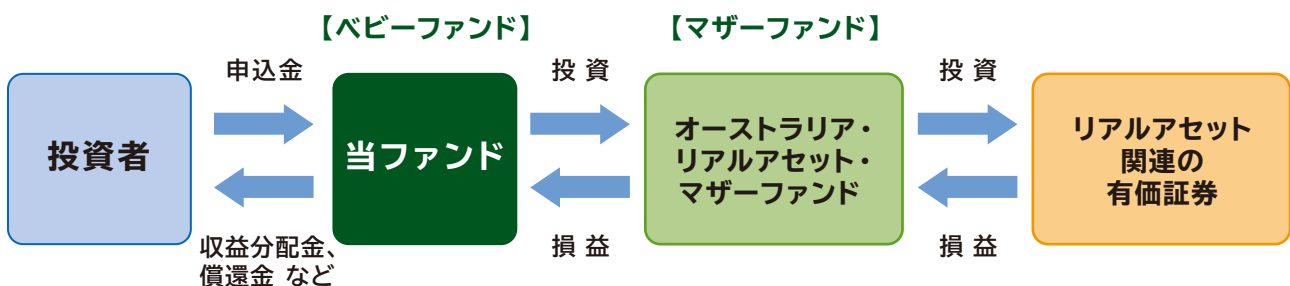 【ベビーファンド】
【マザーファンド】
申込金
投 資
投 資
投資者
当ファンド
オーストラリア・
リアルアセット・
マザーファンド
リアルアセット
関連の
有価証券
収益分配金、
償還金 など
損 益
損 益